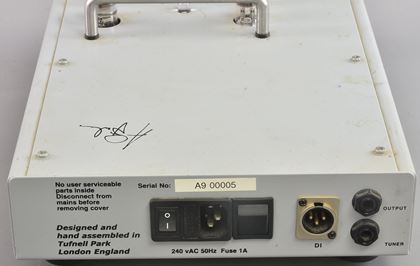 No user serviceable
parts inside
Disconnect from
mains before
removing cover
Serial No: A9 00005
Designed and
hand assembled in
Tufnell Park
London England
240 vAC 50Hz Fuse 1A
DI
OUTPUT
TUNER